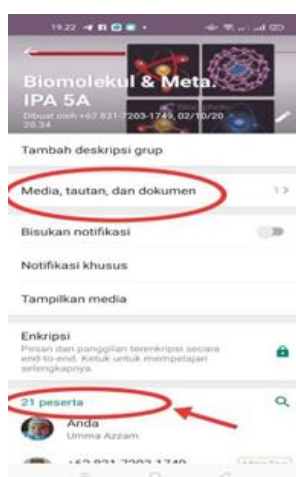 19.22
Biomolekul & Meta.
IPA 5A
Dibuat oleh +62 831-7203-1749, 02/10/20
20.34
Tambah deskripsi grup
Media, tautan, dan dokumen
1 >
Bisukan notifikasi
Notifikasi khusus
Tampilkan media
Enkripsi
Pesan dan panggilan terenkripsi secara
end-to-end. Ketuk untuk mempelajari
selengkapnya.
21 peserta
Anda
Umma Azzam
+62 831 7203 1749